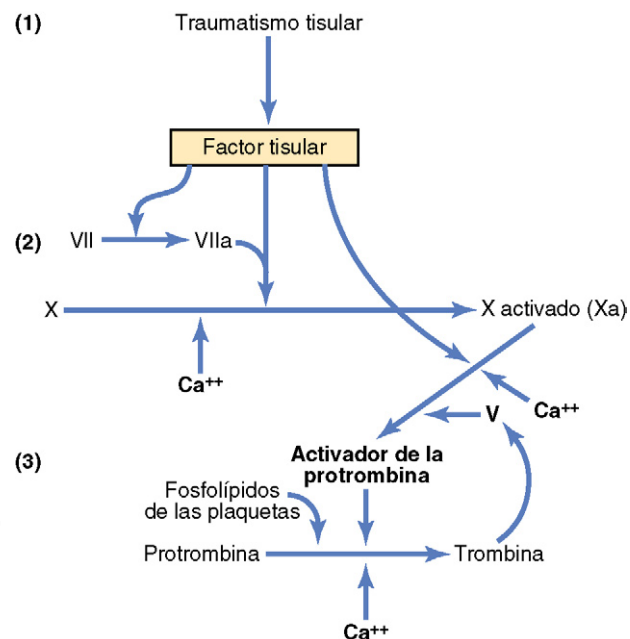 (1)
Traumatismo tisular
Factor tisular
(2)
VII
VIIa
X
X activado (Xa)
Ca++
V
Ca++
(3)
Activador de la
protrombina
Fosfolípidos
de las plaquetas
Protrombina
Trombina
Ca++